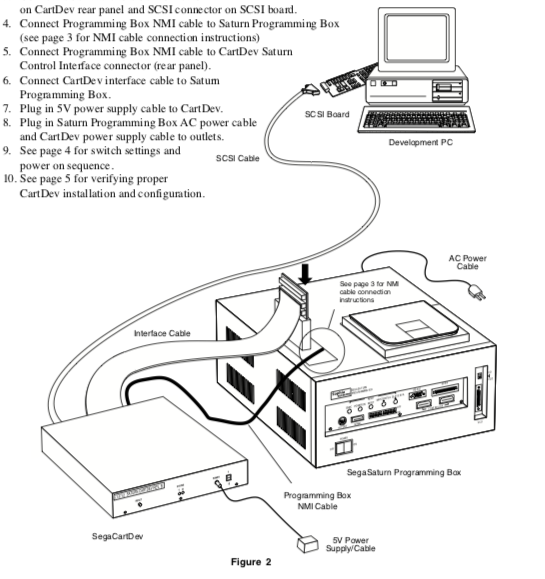 on CartDev rear panel and SCSI connector on SCSI board.
4. Connect Programming Box NMI cable to Saturn Programming Box
(see page 3 for NMI cable connection instructions)
5. Connect Programming Box NMI cable to CartDev Saturn
Control Interface connector (rear panel).
6. Connect CartDev interface cable to Saturn
Programming Box.
7. Plug in 5V power supply cable to CartDev.
8. Plug in Saturn Programming Box AC power cable
and CartDev power supply cable to outlets.
9. See page 4 for switch settings and
power on sequence.
10. See page 5 for verifying proper
CartDev installation and configuration.
SCSI Board
Development PC
SCSI Cable
AC Power
Cable
See page 3 for NMI
cable connection
instructions
Interface Cable
SegaSaturn Programming Box
Programming Box
NMI Cable
SegaCartDev
5V Power
Supply/Cable
Figure 2